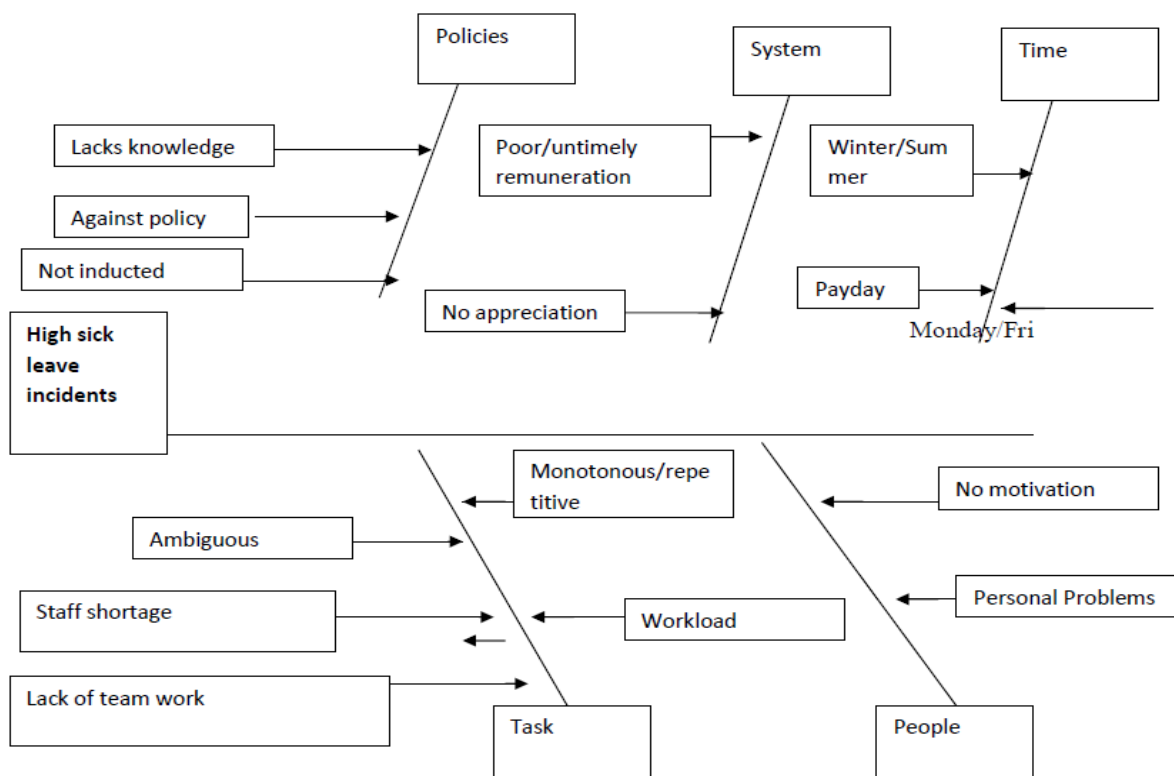 Policies
System
Time
Lacks knowledge
Poor/untimely
remuneration
Winter/Sum
mer
Against policy
Not inducted
Payday
No appreciation
Monday/Fri
High sick
leave
incidents
Monotonous/repe
titive
No motivation
Ambiguous
Staff shortage
Workload
Personal Problems
Lack of team work
Task
People